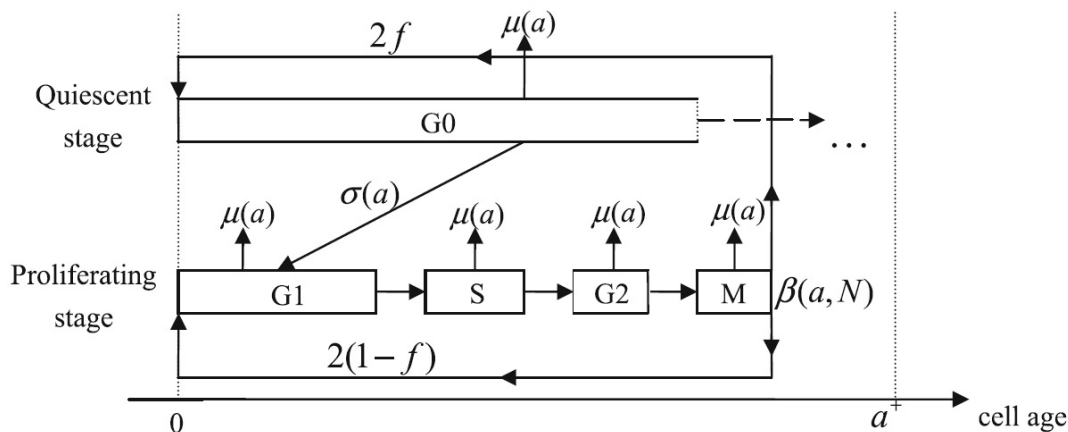 2f
μ(a)
Quiescent
stage
G0
...
σ(a)
μ(a)
μ(a)
μ(a)
μ(a)
Proliferating
stage
G1
S
G2
M
β(a, N)
2(1−f)
0
a⁺
cell age